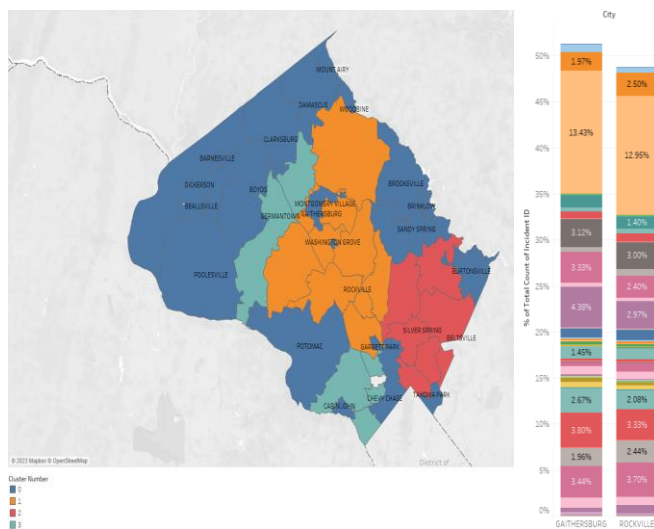 MOUNT AIRY
DAMASCUS
WOODBINE
CLARYSBURG
BARNESVILLE
DICKERSON
BOYDS
BROOKEVILLE
BEALLSVILLE
MONTGOMERY VILLAGE
GAITHERSBURG
GERMANTOWN
BRINKLOW
SANDY SPRING
WASHINGTON GROVE
POOLESVILLE
BURTONSVILLE
ROCKVILLE
SILVER SPRING
BELTSVILLE
POTOMAC
GARRETT PARK
TAKOMA PARK
CHEVY CHASE
CABIN JOHN
District of
© 2023 Mapbox © OpenStreetMap
Cluster Number
0
1
2
3
City
% of Total Count of Incident ID
50%
45%
40%
35%
30%
25%
20%
15%
10%
5%
0%
1.97%
13.43%
3.12%
3.33%
4.38%
1.45%
2.67%
3.80%
1.96%
3.44%
2.50%
12.95%
1.40%
3.00%
2.40%
2.97%
2.08%
3.33%
2.44%
3.70%
GAITHERSBURG
ROCKVILLE